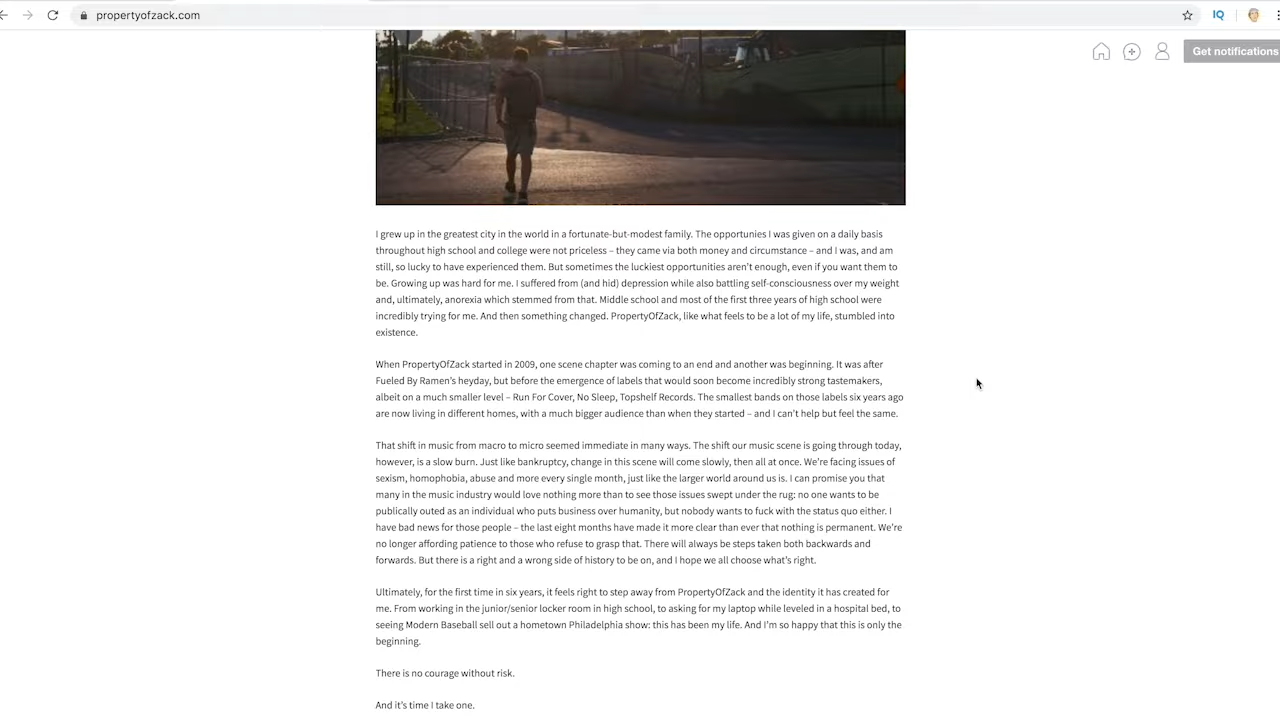 propertyofzack.com
IQ
Get notifications
I grew up in the greatest city in the world in a fortunate-but-modest family. The opportunies I was given on a daily basis
throughout high school and college were not priceless – they came via both money and circumstance – and I was, and am
still, so lucky to have experienced them. But sometimes the luckiest opportunities aren't enough, even if you want them to
be. Growing up was hard for me. I suffered from (and hid) depression while also battling self-consciousness over my weight
and, ultimately, anorexia which stemmed from that. Middle school and most of the first three years of high school were
incredibly trying for me. And then something changed. PropertyOfZack, like what feels to be a lot of my life, stumbled into
existence.
When PropertyOfZack started in 2009, one scene chapter was coming to an end and another was beginning. It was after
Fueled By Ramen's heyday, but before the emergence of labels that would soon become incredibly strong tastemakers,
albeit on a much smaller level – Run For Cover, No Sleep, Topshelf Records. The smallest bands on those labels six years ago
are now living in different homes, with a much bigger audience than when they started – and I can't help but feel the same.
That shift in music from macro to micro seemed immediate in many ways. The shift our music scene is going through today,
however, is a slow burn. Just like bankruptcy, change in this scene will come slowly, then all at once. We're facing issues of
sexism, homophobia, abuse and more every single month, just like the larger world around us is. I can promise you that
many in the music industry would love nothing more than to see those issues swept under the rug: no one wants to be
publically outed as an individual who puts business over humanity, but nobody wants to fuck with the status quo either. I
have bad news for those people – the last eight months have made it more clear than ever that nothing is permanent. We're
no longer affording patience to those who refuse to grasp that. There will always be steps taken both backwards and
forwards. But there is a right and a wrong side of history to be on, and I hope we all choose what's right.
Ultimately, for the first time in six years, it feels right to step away from PropertyOfZack and the identity it has created for
me. From working in the junior/senior locker room in high school, to asking for my laptop while leveled in a hospital bed, to
seeing Modern Baseball sell out a hometown Philadelphia show: this has been my life. And I'm so happy that this is only the
beginning.
There is no courage without risk.
And it's time I take one.